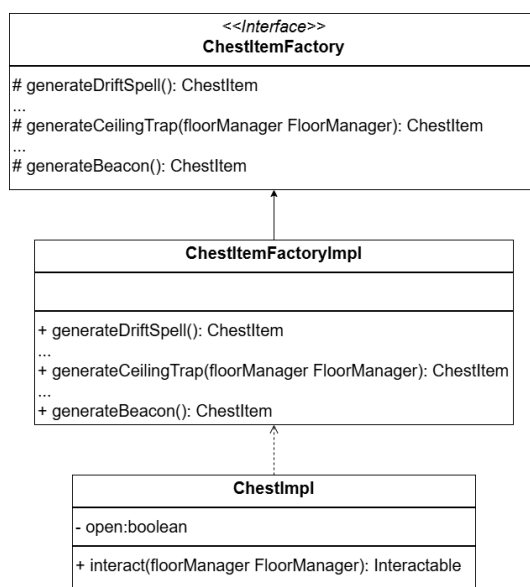 <<Interface>>
ChestItemFactory
# generateDriftSpell(): ChestItem
...
# generateCeilingTrap(floorManager FloorManager): ChestItem
...
# generateBeacon(): ChestItem
ChestItemFactoryImpl
+ generateDriftSpell(): ChestItem
...
+ generateCeilingTrap(floorManager FloorManager): ChestItem
...
+ generateBeacon(): ChestItem
ChestImpl
- open:boolean
+ interact(floorManager FloorManager): Interactable